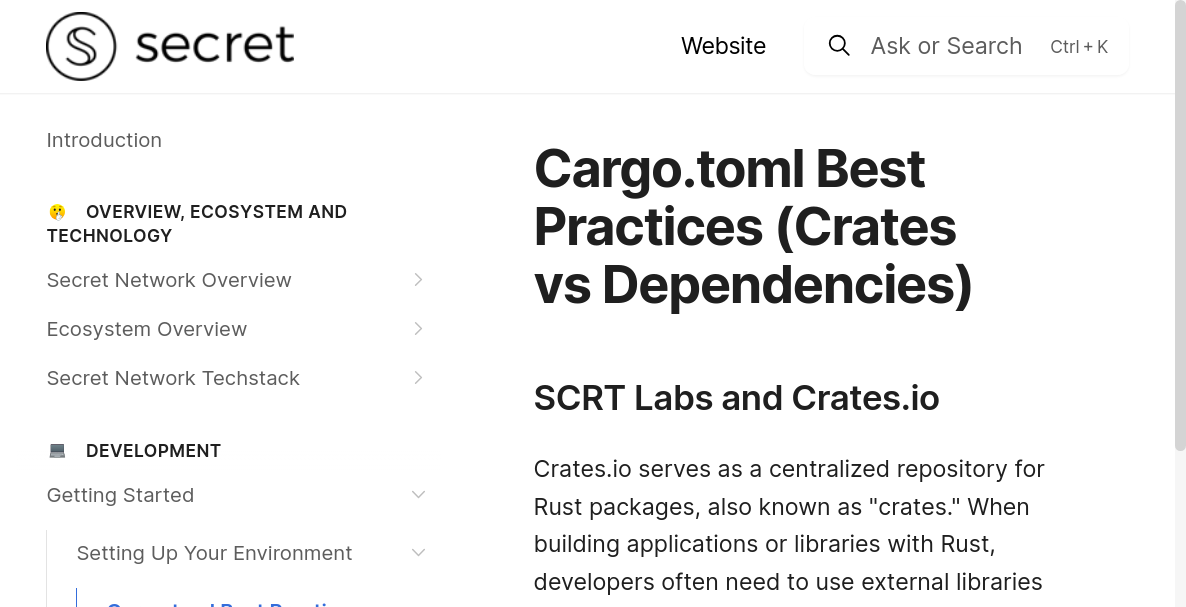 secret
Website
Ask or Search
Ctrl + K
Introduction
OVERVIEW, ECOSYSTEM AND
TECHNOLOGY
Secret Network Overview
Ecosystem Overview
Secret Network Techstack
DEVELOPMENT
Getting Started
Setting Up Your Environment
Cargo.toml Best
Practices (Crates
vs Dependencies)
SCRT Labs and Crates.io
Crates.io serves as a centralized repository for
Rust packages, also known as "crates." When
building applications or libraries with Rust,
developers often need to use external libraries